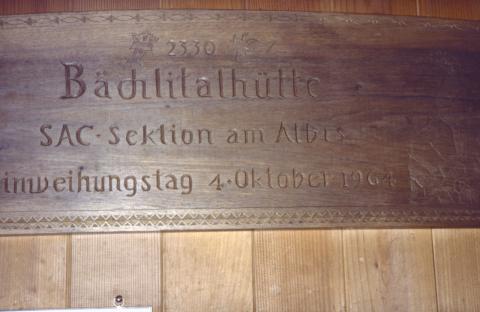 2330
Bächlitalhütte
SAC · Sektion am Albis
inweihungstag 4 · Oktober 1964